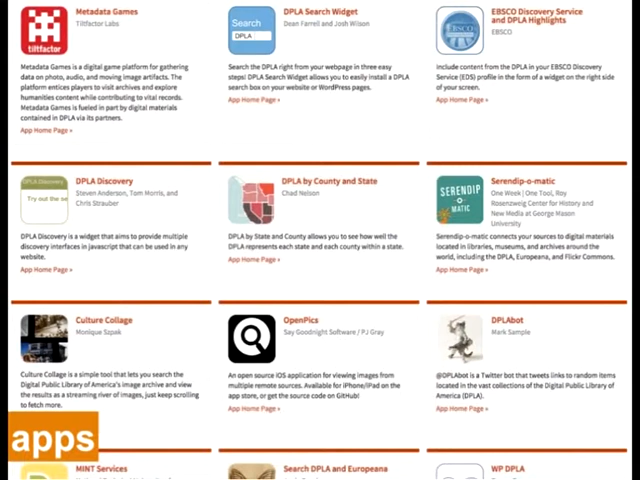 Metadata Games
Tiltfactor Labs
tiltfactor
Metadata Games is a digital game platform for gathering
data on photo, audio, and moving image artifacts. The
platform entices players to visit archives and explore
humanities content while contributing to vital records.
Metadata Games is fueled in part by digital materials
contained in DPLA via its partners.
App Home Page »
DPLA Search Widget
Dean Farrell and Josh Wilson
Search
DPLA
Search the DPLA right from your webpage in three easy
steps! DPLA Search Widget allows you to easily install a DPLA
search box on your website or WordPress pages.
App Home Page »
EBSCO Discovery Service
and DPLA Highlights
EBSCO
EBSCO
Include content from the DPLA in your EBSCO Discovery
Service (EDS) profile in the form of a widget on the right side
of your screen.
App Home Page »
DPLA Discovery
Steven Anderson, Tom Morris, and
Chris Strauber
DPLA Discovery
Try out the se
DPLA Discovery is a widget that aims to provide multiple
discovery interfaces in javascript that can be used in any
website.
App Home Page »
DPLA by County and State
Chad Nelson
DPLA by State and County allows you to see how well the
DPLA represents each state and each county within a state.
App Home Page »
Serendip-o-matic
One Week | One Tool, Roy
Rosenzweig Center for History and
New Media at George Mason
University
SERENDIP
-O-
MATIC
Serendip-o-matic connects your sources to digital materials
located in libraries, museums, and archives around the
world, including the DPLA, Europeana, and Flickr Commons.
App Home Page »
Culture Collage
Monique Szpak
Culture Collage is a simple tool that lets you search the
Digital Public Library of America's image archive and view
the results as a streaming river of images, just keep scrolling
to fetch more.
OpenPics
Say Goodnight Software / PJ Gray
An open source iOS application for viewing images from
multiple remote sources. Available for iPhone/iPad on the
app store, or get the source code on GitHub!
App Home Page »
DPLAbot
Mark Sample
@DPLAbot is a Twitter bot that tweets links to random items
located in the vast collections of the Digital Public Library of
America (DPLA).
App Home Page »
apps
MINT Services
Search DPLA and Europeana
WP DPLA